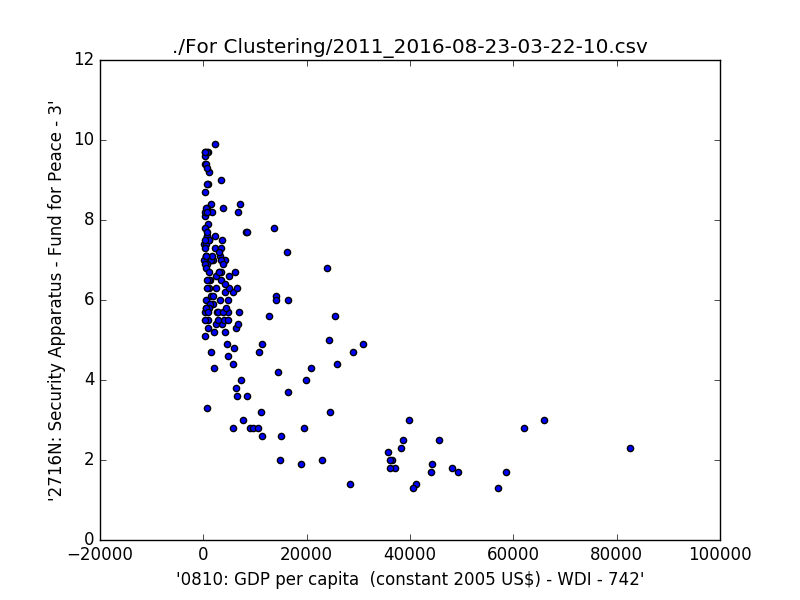 ./For Clustering/2011_2016-08-23-03-22-10.csv
12
10
8
6
4
2
0
'2716N: Security Apparatus - Fund for Peace - 3'
−20000 0 20000 40000 60000 80000 100000
'0810: GDP per capita  (constant 2005 US$) - WDI - 742'